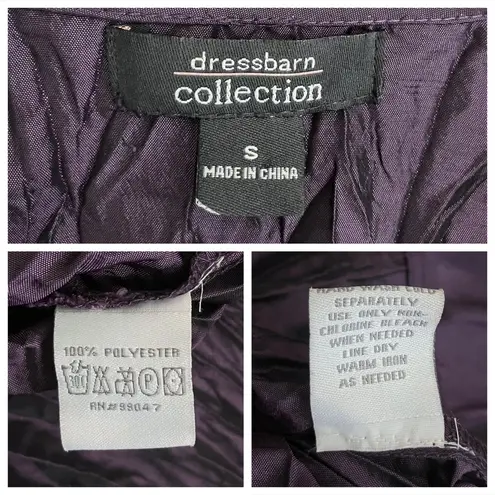 dressbarn
collection
S
MADE IN CHINA
100% POLYESTER
30
P
RN#99047
HAND WASH COLD
SEPARATELY
USE ONLY NON-
CHLORINE BLEACH
WHEN NEEDED
LINE DRY
WARM IRON
AS NEEDED